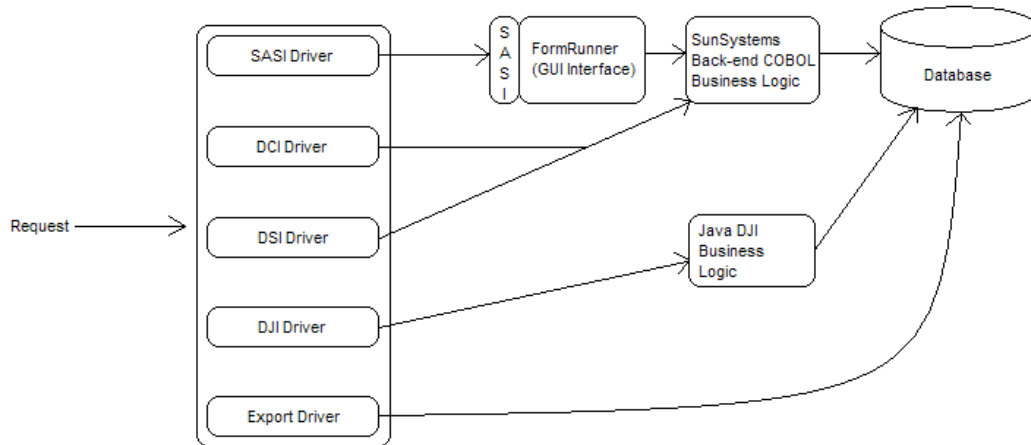 SASI Driver
S
A
S
I
FormRunner
(GUI Interface)
SunSystems
Back-end COBOL
Business Logic
Database
DCI Driver
Request
DSI Driver
Java DJI
Business
Logic
DJI Driver
Export Driver